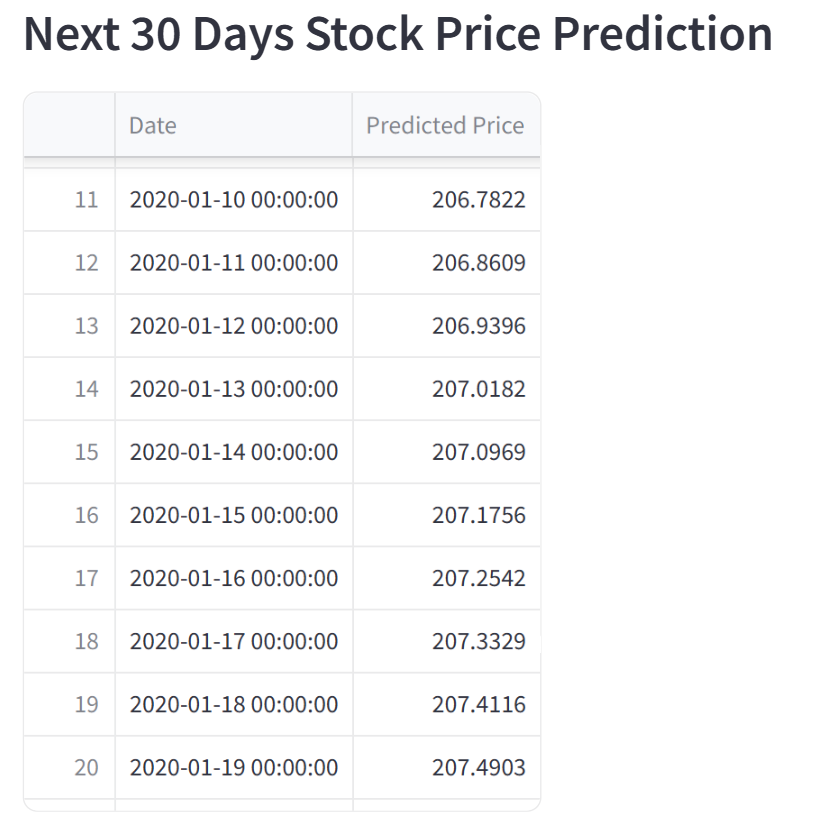 Next 30 Days Stock Price Prediction
Date Predicted Price
11 2020-01-10 00:00:00 206.7822
12 2020-01-11 00:00:00 206.8609
13 2020-01-12 00:00:00 206.9396
14 2020-01-13 00:00:00 207.0182
15 2020-01-14 00:00:00 207.0969
16 2020-01-15 00:00:00 207.1756
17 2020-01-16 00:00:00 207.2542
18 2020-01-17 00:00:00 207.3329
19 2020-01-18 00:00:00 207.4116
20 2020-01-19 00:00:00 207.4903